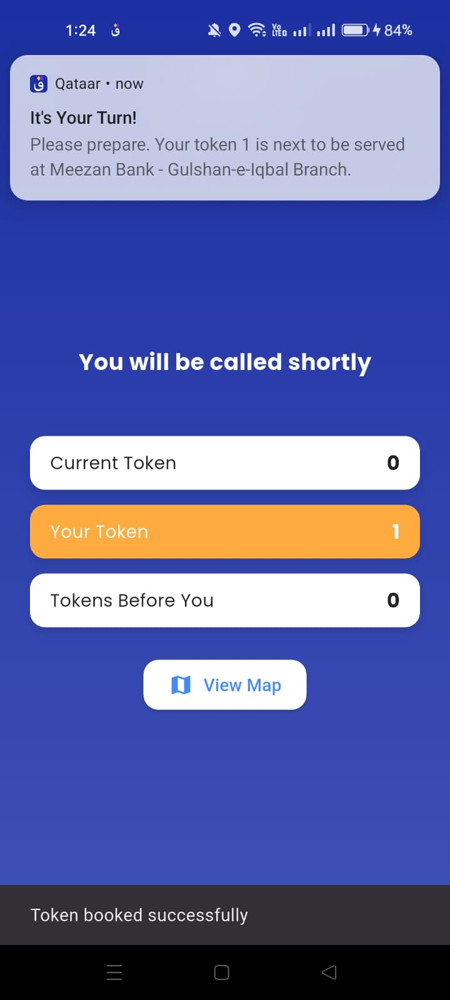 1:24 ق Vo LTE D 84%
ق Qataar • now
It's Your Turn!
Please prepare. Your token 1 is next to be served
at Meezan Bank - Gulshan-e-Iqbal Branch.
You will be called shortly
Current Token 0
Your Token 1
Tokens Before You 0
View Map
Token booked successfully